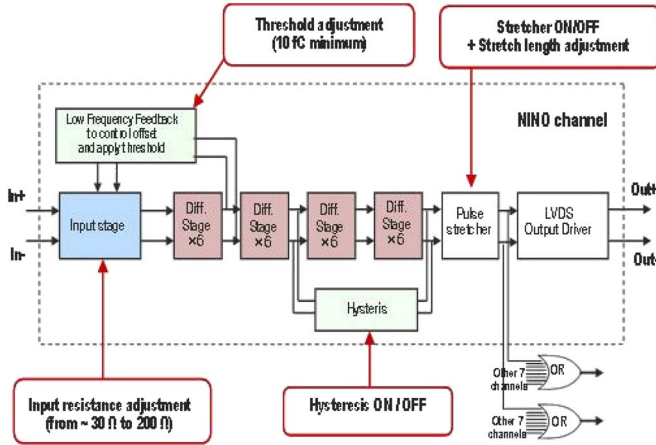 Threshold adjustment
(10 fC minimum)
Stretcher ON/OFF
+ Stretch length adjustment
Low Frequency Feedback
to control offset
and apply threshold
NINO channel
In+
In-
Input stage
Diff.
Stage
×6
Diff.
Stage
×6
Diff.
Stage
×6
Diff.
Stage
×6
Pulse
stretcher
LVDS
Output Driver
Out+
Out-
Hysteris
Other 7
channels
OR
Other 7
channels
OR
Input resistance adjustment
(from ~ 30 Ω to 200 Ω)
Hysteresis ON / OFF